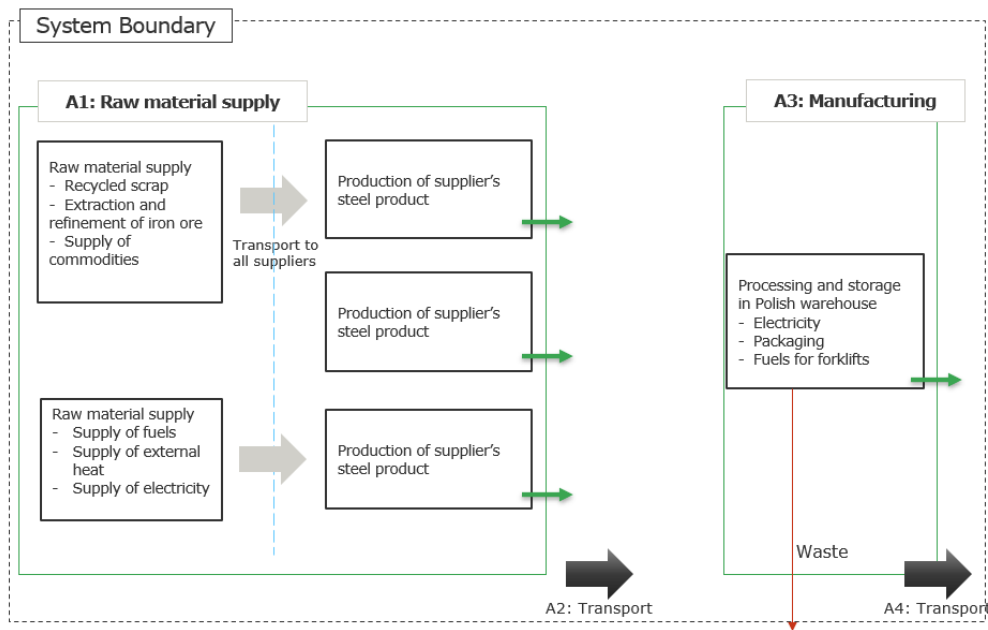 System Boundary
A1: Raw material supply
Raw material supply
- Recycled scrap
- Extraction and
refinement of iron ore
- Supply of
commodities
Transport to
all suppliers
Production of supplier's
steel product
Production of supplier's
steel product
Raw material supply
- Supply of fuels
- Supply of external
heat
- Supply of electricity
Production of supplier's
steel product
A2: Transport
A3: Manufacturing
Processing and storage
in Polish warehouse
- Electricity
- Packaging
- Fuels for forklifts
Waste
A4: Transport